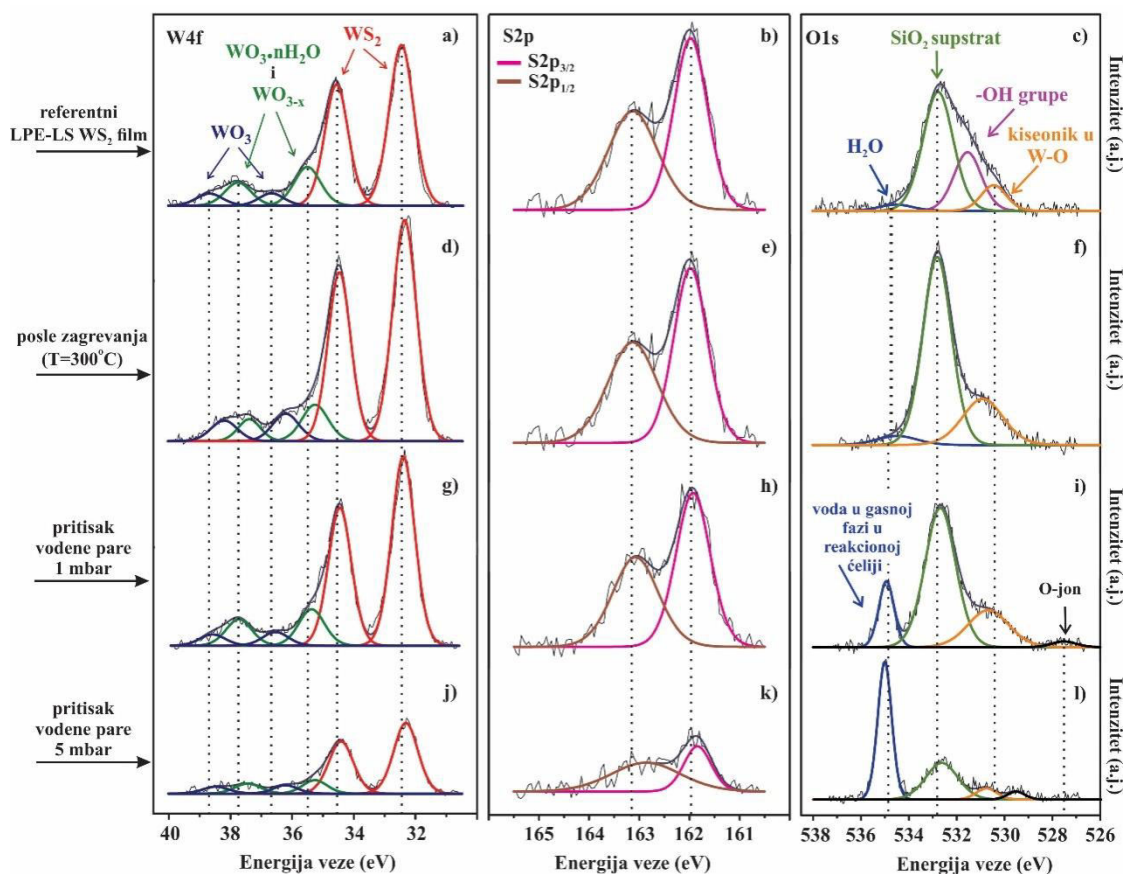 W4f
a)
WS2
WO3•nH2O
i
WO3-x
WO3
S2p
b)
S2p3/2
S2p1/2
O1s
c)
SiO2 supstrat
-OH grupe
kiseonik u
W-O
H2O
Intenzitet (a.j.)
referentni
LPE-LS WS2 film
d)
e)
f)
Intenzitet (a.j.)
posle zagrevanja
(T=300°C)
g)
h)
i)
voda u gasnoj
fazi u
reakcionoj
ćeliji
O-jon
Intenzitet (a.j.)
pritisak
vodene pare
1 mbar
j)
k)
l)
Intenzitet (a.j.)
pritisak
vodene pare
5 mbar
40 38 36 34 32
165 164 163 162 161
538 536 534 532 530 528 526
Energija veze (eV)
Energija veze (eV)
Energija veze (eV)